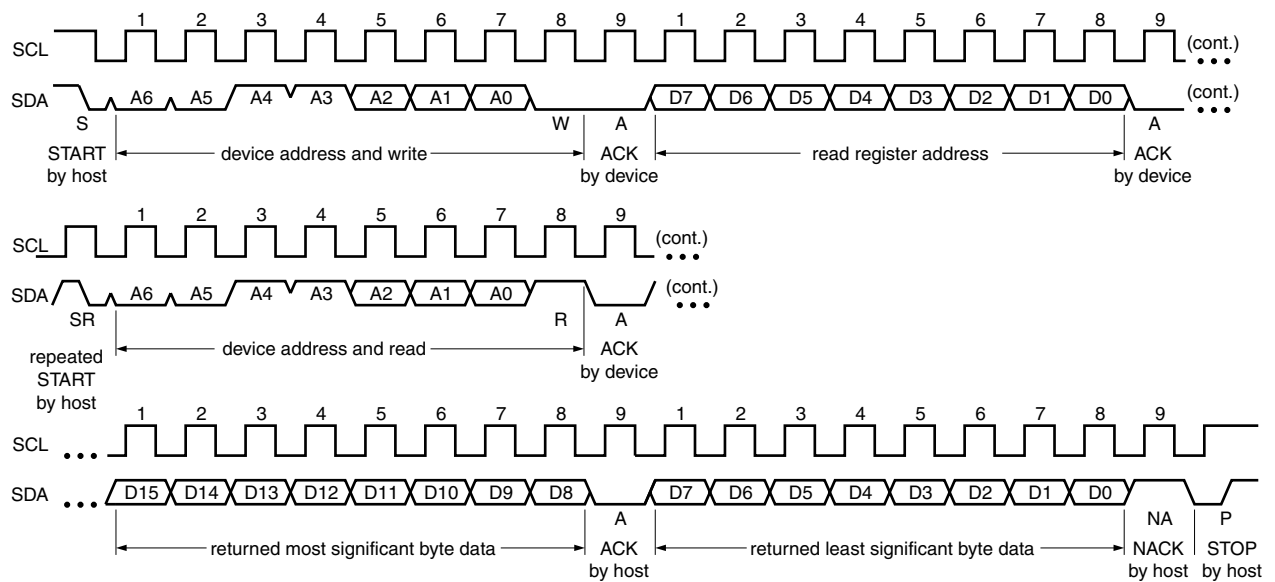 1 2 3 4 5 6 7 8 9 1 2 3 4 5 6 7 8 9
SCL (cont.)
SDA A6 A5 A4 A3 A2 A1 A0 D7 D6 D5 D4 D3 D2 D1 D0 (cont.)
S W A A
START by host
device address and write
ACK by device
read register address
ACK by device
1 2 3 4 5 6 7 8 9
SCL (cont.)
SDA A6 A5 A4 A3 A2 A1 A0 (cont.)
SR R A
repeated START by host
device address and read
ACK by device
1 2 3 4 5 6 7 8 9 1 2 3 4 5 6 7 8 9
SCL
SDA D15 D14 D13 D12 D11 D10 D9 D8 D7 D6 D5 D4 D3 D2 D1 D0
A NA P
returned most significant byte data
ACK by host
returned least significant byte data
NACK by host
STOP by host